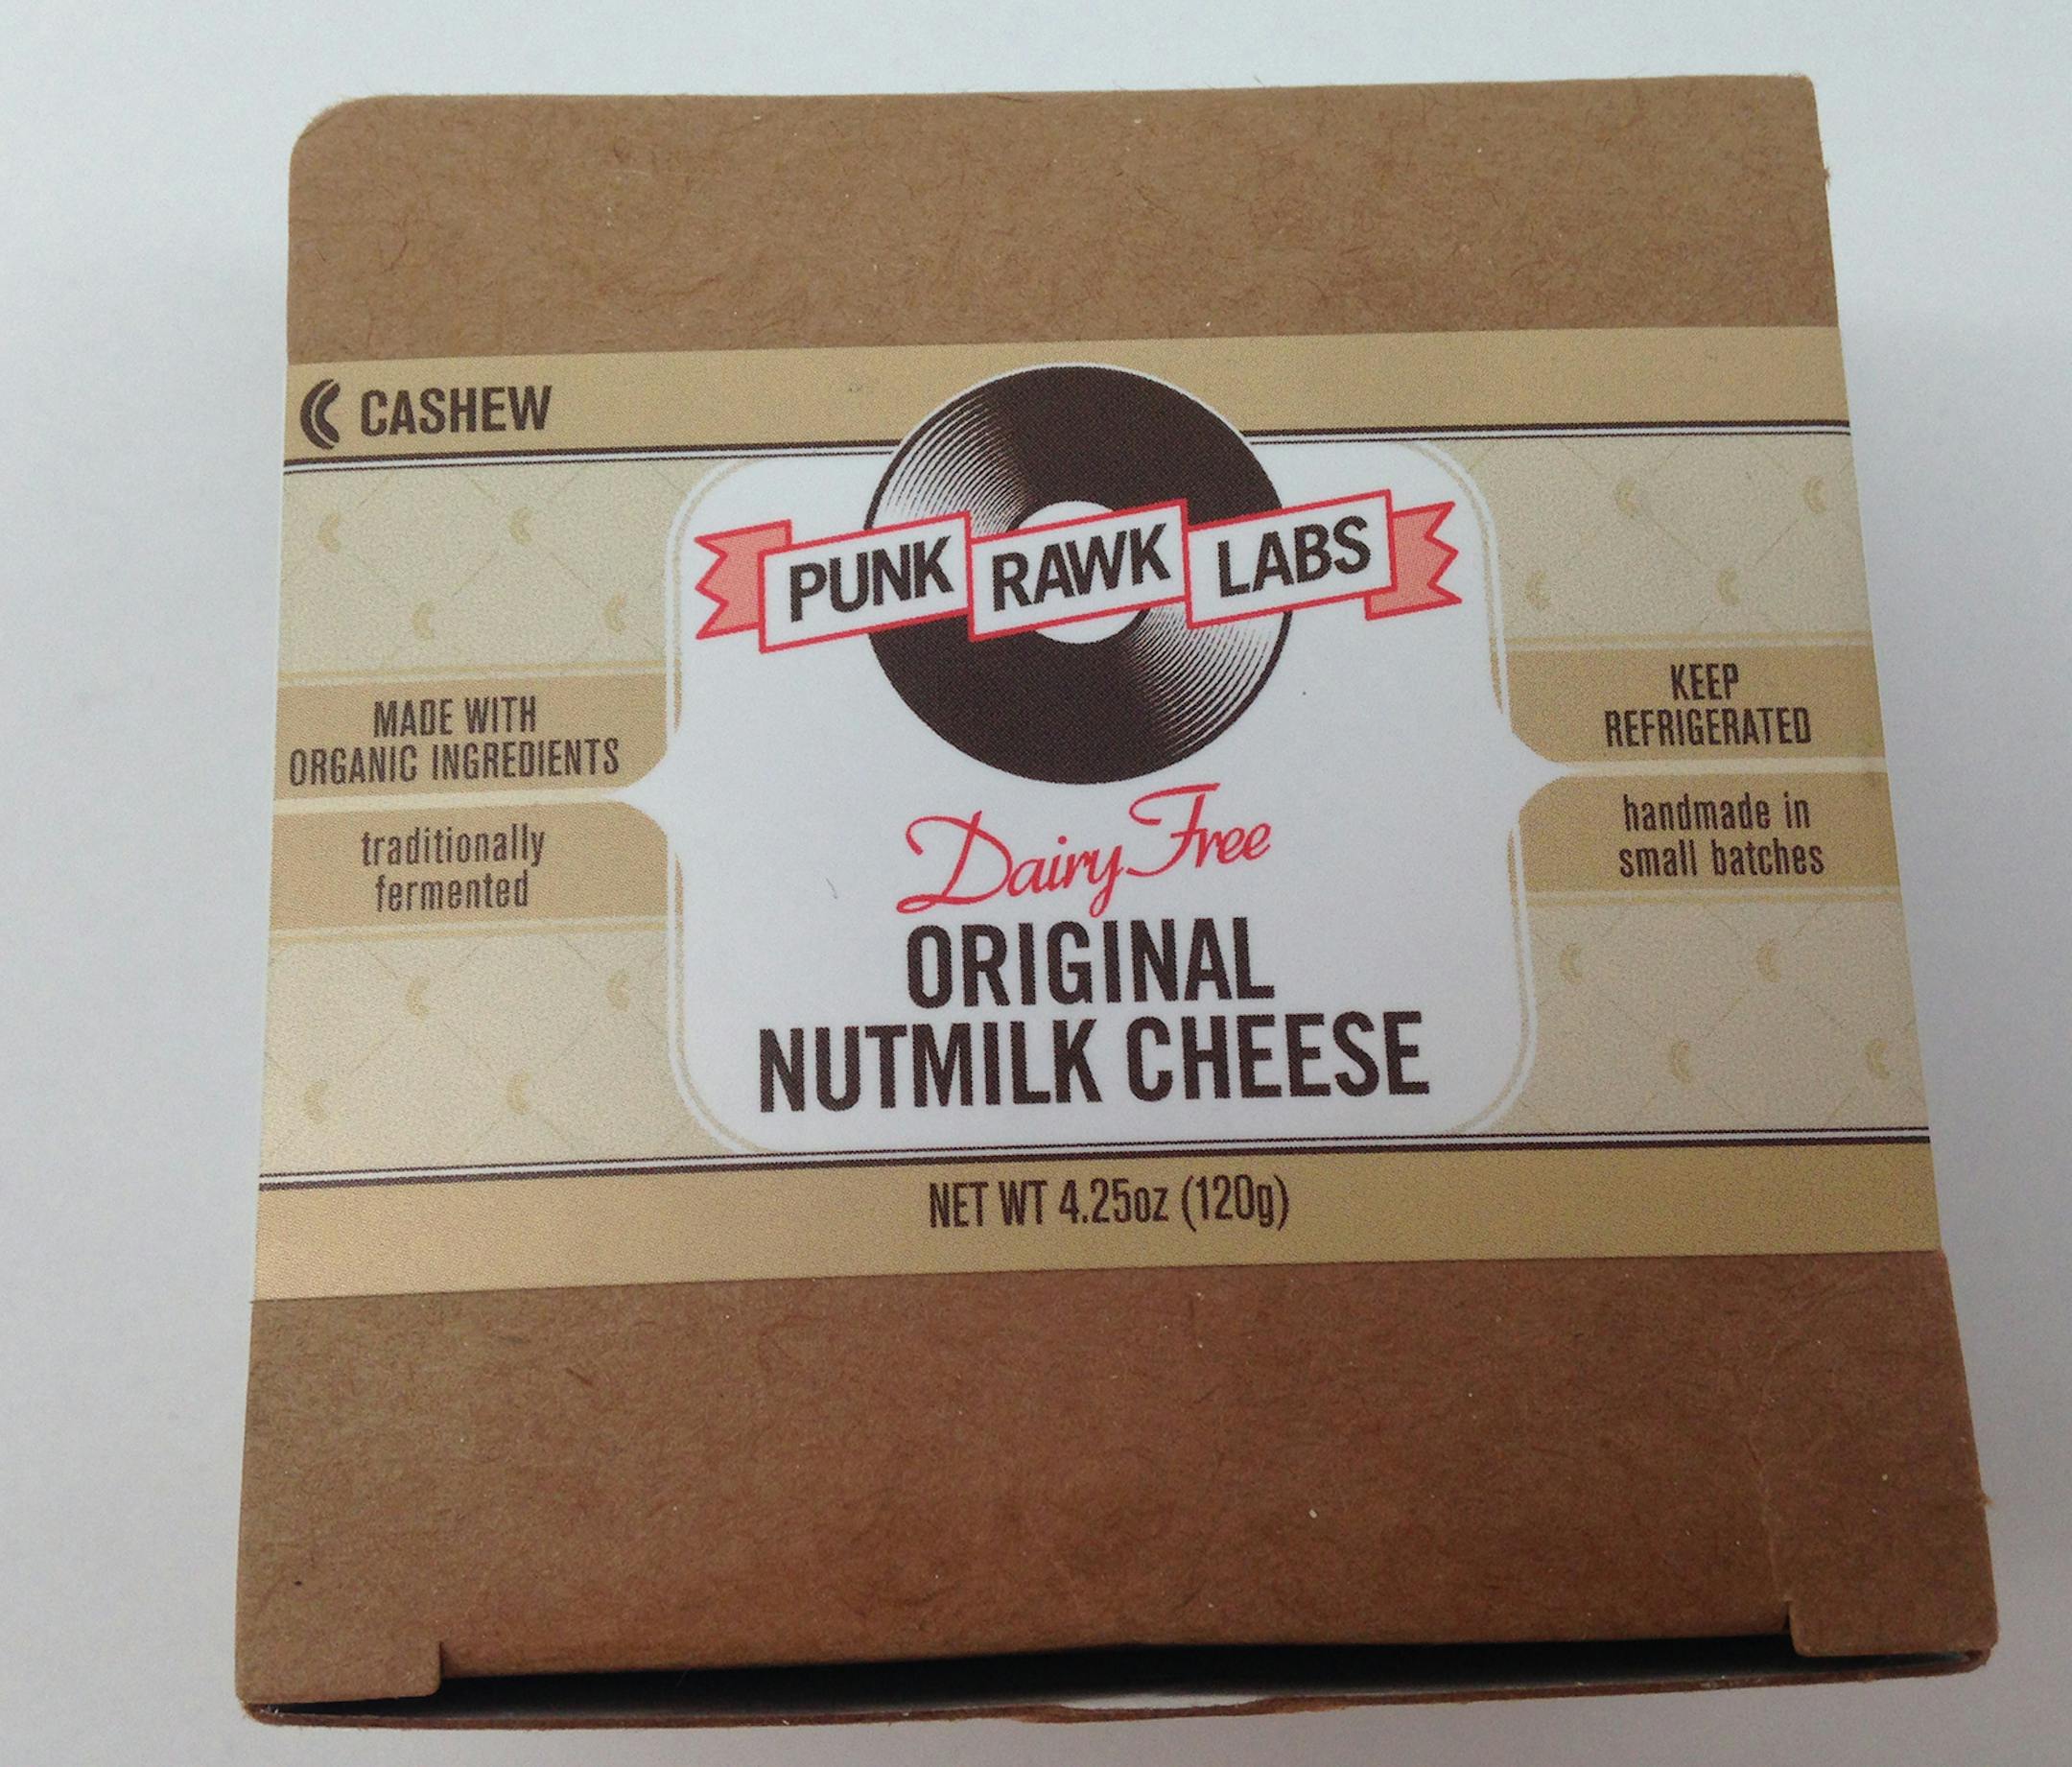 CASHEW
PUNK RAWK LABS
MADE WITH
ORGANIC INGREDIENTS
traditionally
fermented
KEEP
REFRIGERATED
handmade in
small batches
Dairy Free
ORIGINAL
NUTMILK CHEESE
NET WT 4.25oz (120g)